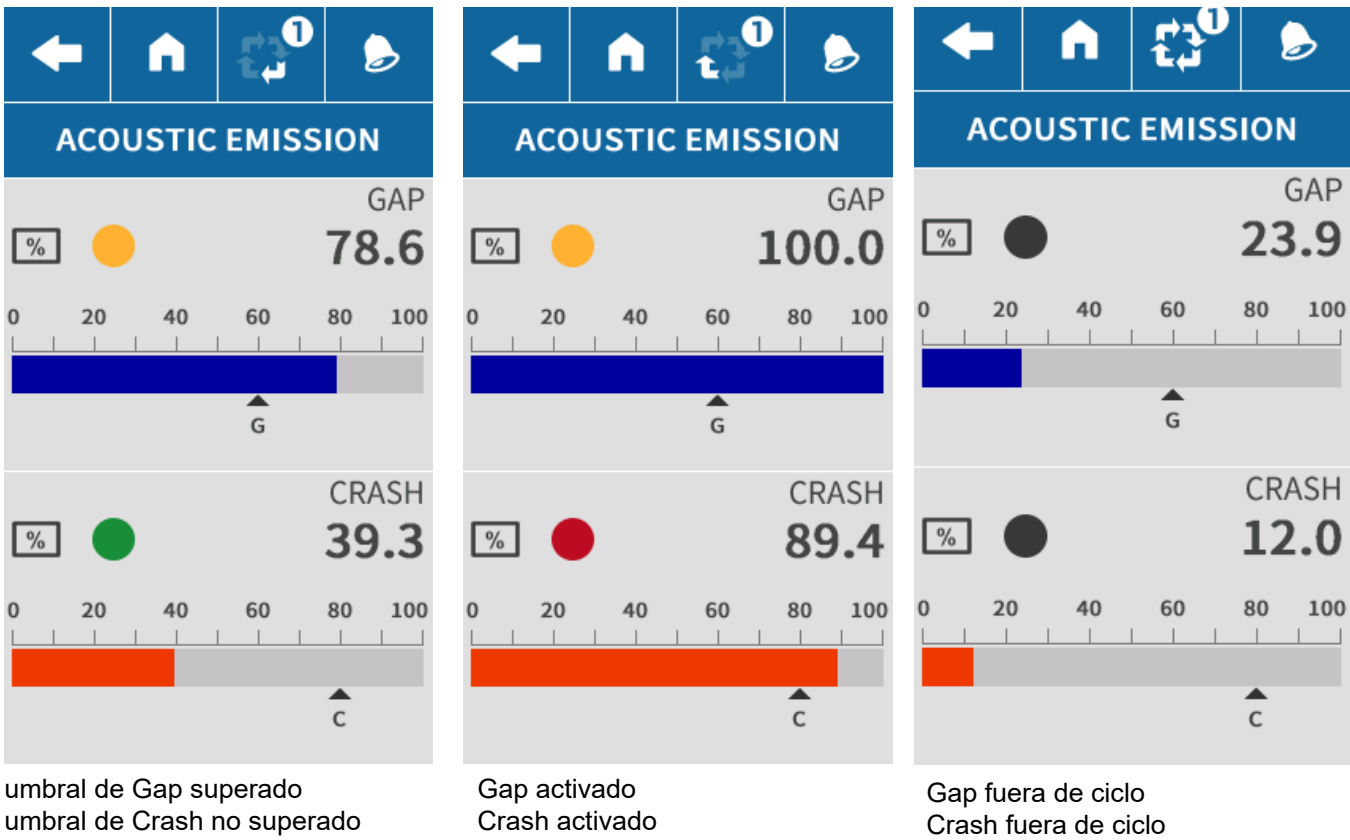 1
ACOUSTIC EMISSION
GAP
% 78.6
0 20 40 60 80 100
G
CRASH
% 39.3
0 20 40 60 80 100
C
umbral de Gap superado
umbral de Crash no superado
1
ACOUSTIC EMISSION
GAP
% 100.0
0 20 40 60 80 100
G
CRASH
% 89.4
0 20 40 60 80 100
C
Gap activado
Crash activado
1
ACOUSTIC EMISSION
GAP
% 23.9
0 20 40 60 80 100
G
CRASH
% 12.0
0 20 40 60 80 100
C
Gap fuera de ciclo
Crash fuera de ciclo